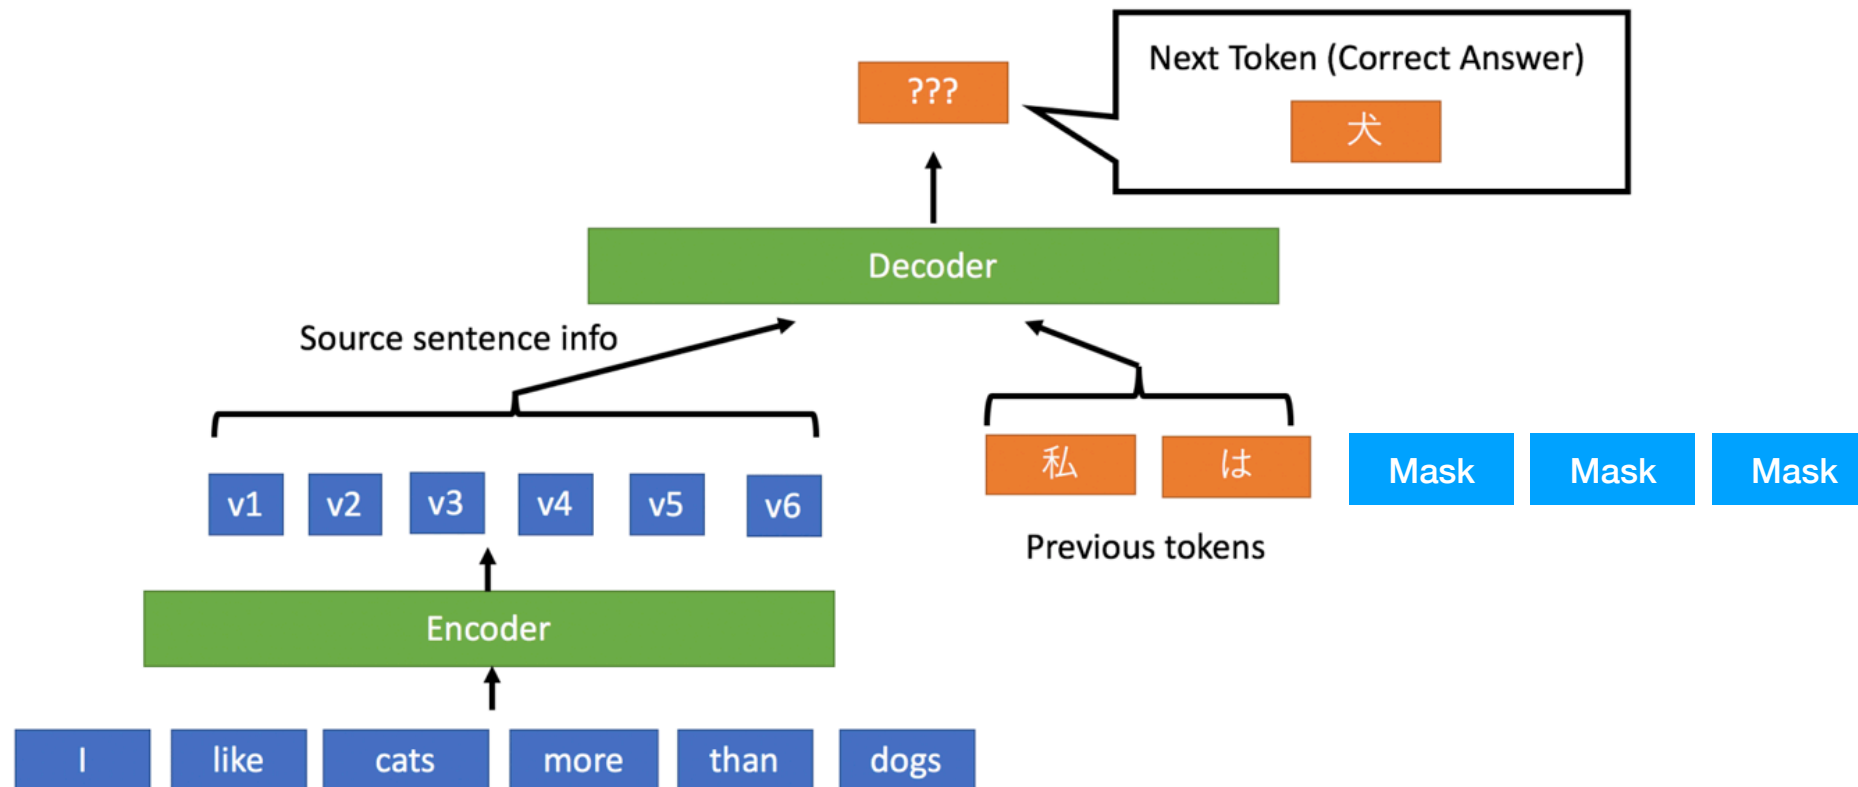 ???
Next Token (Correct Answer)
犬
Decoder
Source sentence info
私 は Mask Mask Mask
v1 v2 v3 v4 v5 v6
Previous tokens
Encoder
I like cats more than dogs